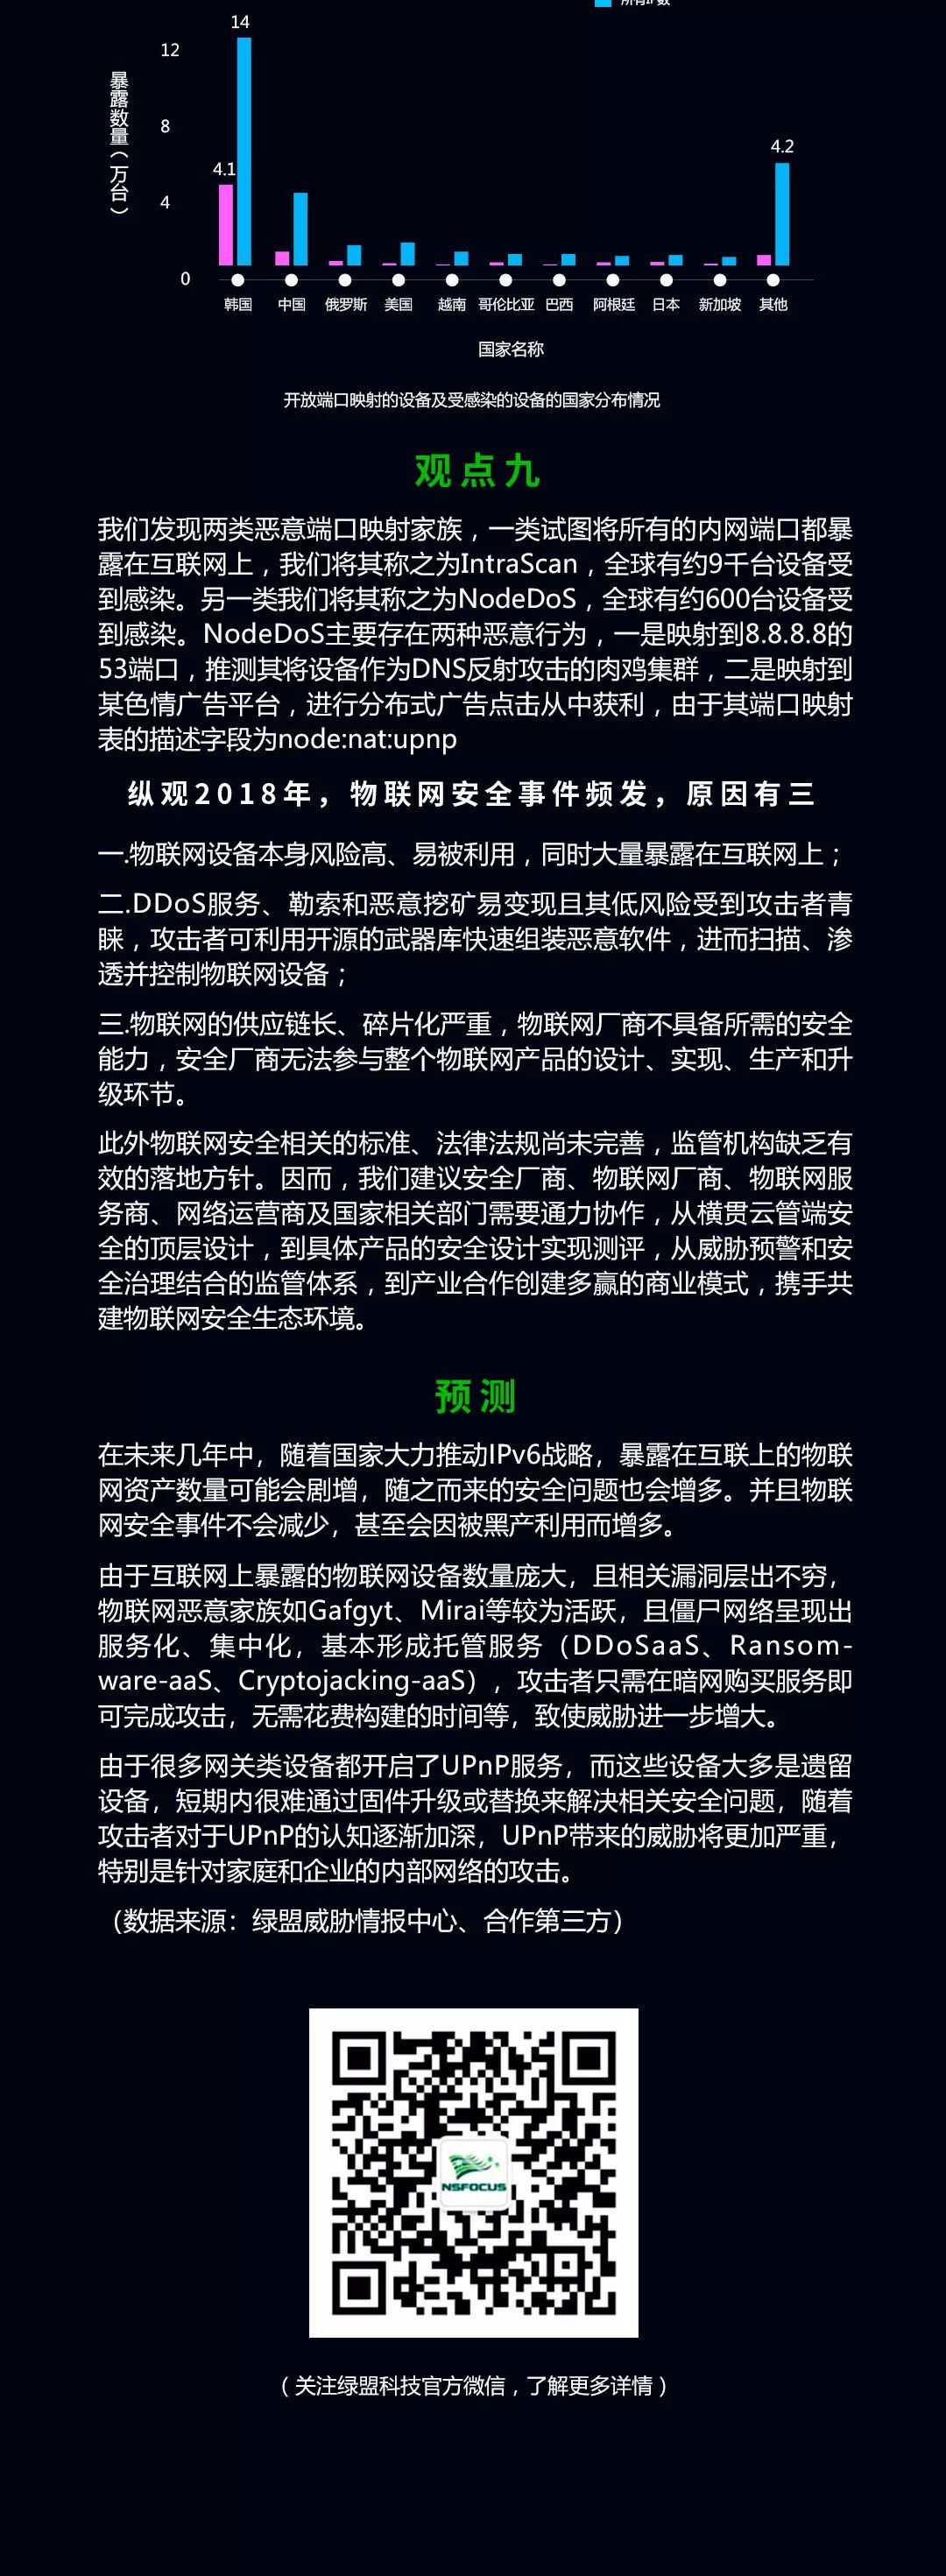 所有IP数
14
12
8
4
0
暴露数量（万台）
4.1
4.2
韩国 中国 俄罗斯 美国 越南 哥伦比亚 巴西 阿根廷 日本 新加坡 其他
国家名称
开放端口映射的设备及受感染的设备的国家分布情况
观点九
我们发现两类恶意端口映射家族，一类试图将所有的内网端口都暴
露在互联网上，我们将其称之为IntraScan，全球有约9千台设备受
到感染。另一类我们将其称之为NodeDoS，全球有约600台设备受
到感染。NodeDoS主要存在两种恶意行为，一是映射到8.8.8.8的
53端口，推测其将设备作为DNS反射攻击的肉鸡集群，二是映射到
某色情广告平台，进行分布式广告点击从中获利，由于其端口映射
表的描述字段为node:nat:upnp
纵观2018年，物联网安全事件频发，原因有三
一.物联网设备本身风险高、易被利用，同时大量暴露在互联网上；
二.DDoS服务、勒索和恶意挖矿易变现且其低风险受到攻击者青
睐，攻击者可利用开源的武器库快速组装恶意软件，进而扫描、渗
透并控制物联网设备；
三.物联网的供应链长、碎片化严重，物联网厂商不具备所需的安全
能力，安全厂商无法参与整个物联网产品的设计、实现、生产和升
级环节。
此外物联网安全相关的标准、法律法规尚未完善，监管机构缺乏有
效的落地方针。因而，我们建议安全厂商、物联网厂商、物联网服
务商、网络运营商及国家相关部门需要通力协作，从横贯云管端安
全的顶层设计，到具体产品的安全设计实现测评，从威胁预警和安
全治理结合的监管体系，到产业合作创建多赢的商业模式，携手共
建物联网安全生态环境。
预测
在未来几年中，随着国家大力推动IPv6战略，暴露在互联上的物联
网资产数量可能会剧增，随之而来的安全问题也会增多。并且物联
网安全事件不会减少，甚至会因被黑产利用而增多。
由于互联网上暴露的物联网设备数量庞大，且相关漏洞层出不穷，
物联网恶意家族如Gafgyt、Mirai等较为活跃，且僵尸网络呈现出
服务化、集中化，基本形成托管服务（DDoSaaS、Ransom-
ware-aaS、Cryptojacking-aaS），攻击者只需在暗网购买服务即
可完成攻击，无需花费构建的时间等，致使威胁进一步增大。
由于很多网关类设备都开启了UPnP服务，而这些设备大多是遗留
设备，短期内很难通过固件升级或替换来解决相关安全问题，随着
攻击者对于UPnP的认知逐渐加深，UPnP带来的威胁将更加严重，
特别是针对家庭和企业的内部网络的攻击。
（数据来源：绿盟威胁情报中心、合作第三方）
NSFOCUS
（关注绿盟科技官方微信，了解更多详情）